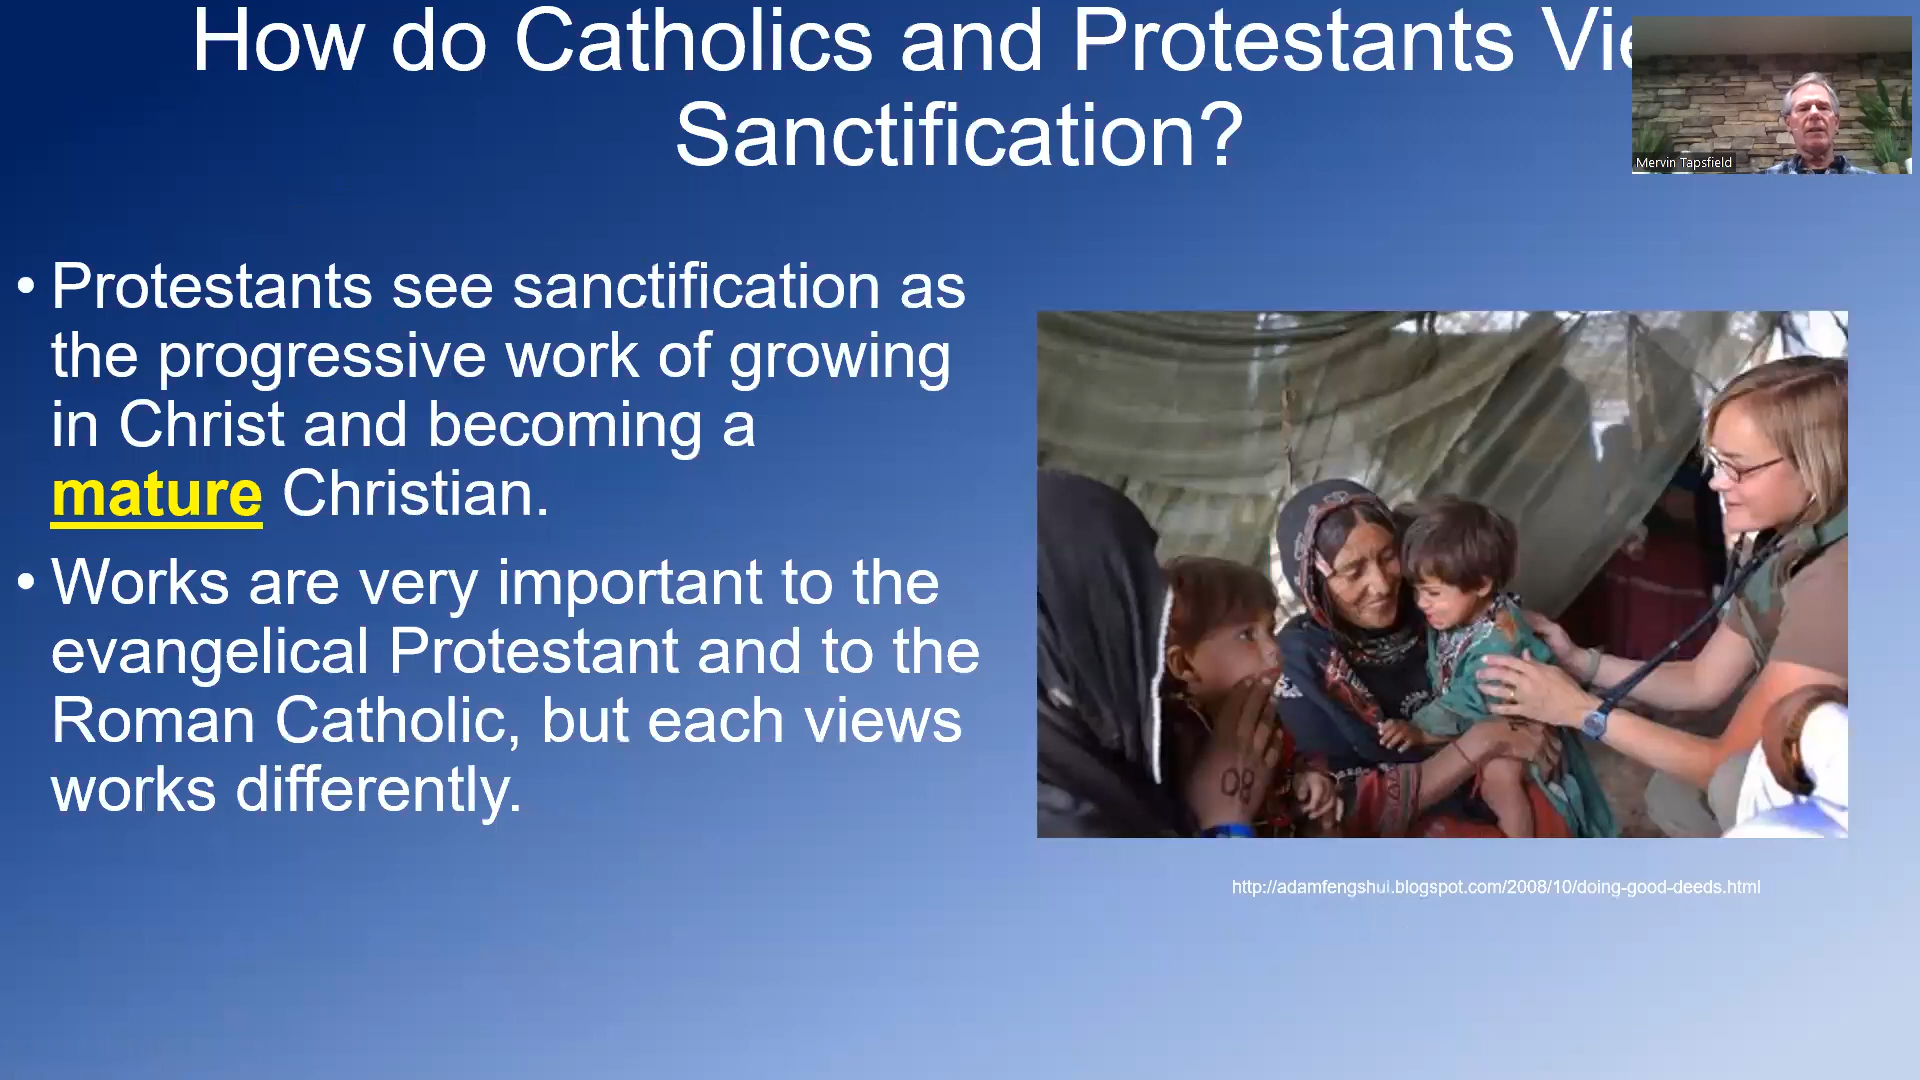 How do Catholics and Protestants Vie
Sanctification?
Mervin Tapsfield
• Protestants see sanctification as
the progressive work of growing
in Christ and becoming a
mature Christian.
• Works are very important to the
evangelical Protestant and to the
Roman Catholic, but each views
works differently.
08
http://adamfengshui.blogspot.com/2008/10/doing-good-deeds.html